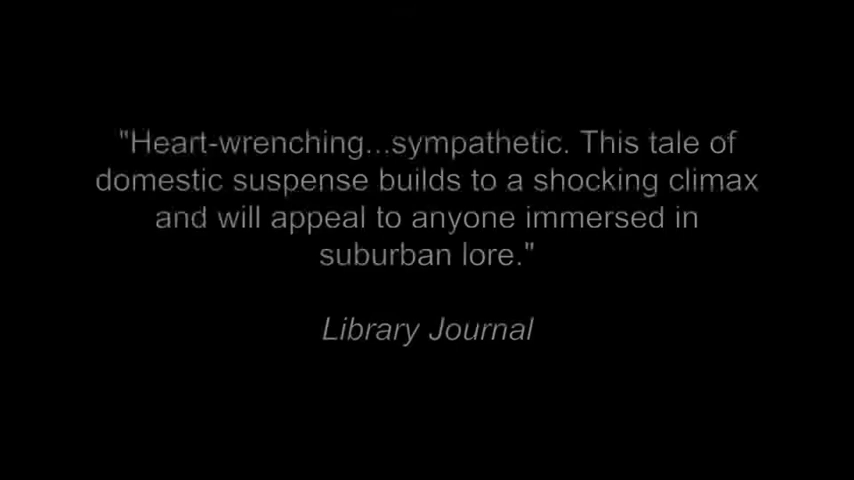 "Heart-wrenching...sympathetic. This tale of
domestic suspense builds to a shocking climax
and will appeal to anyone immersed in
suburban lore."
Library Journal